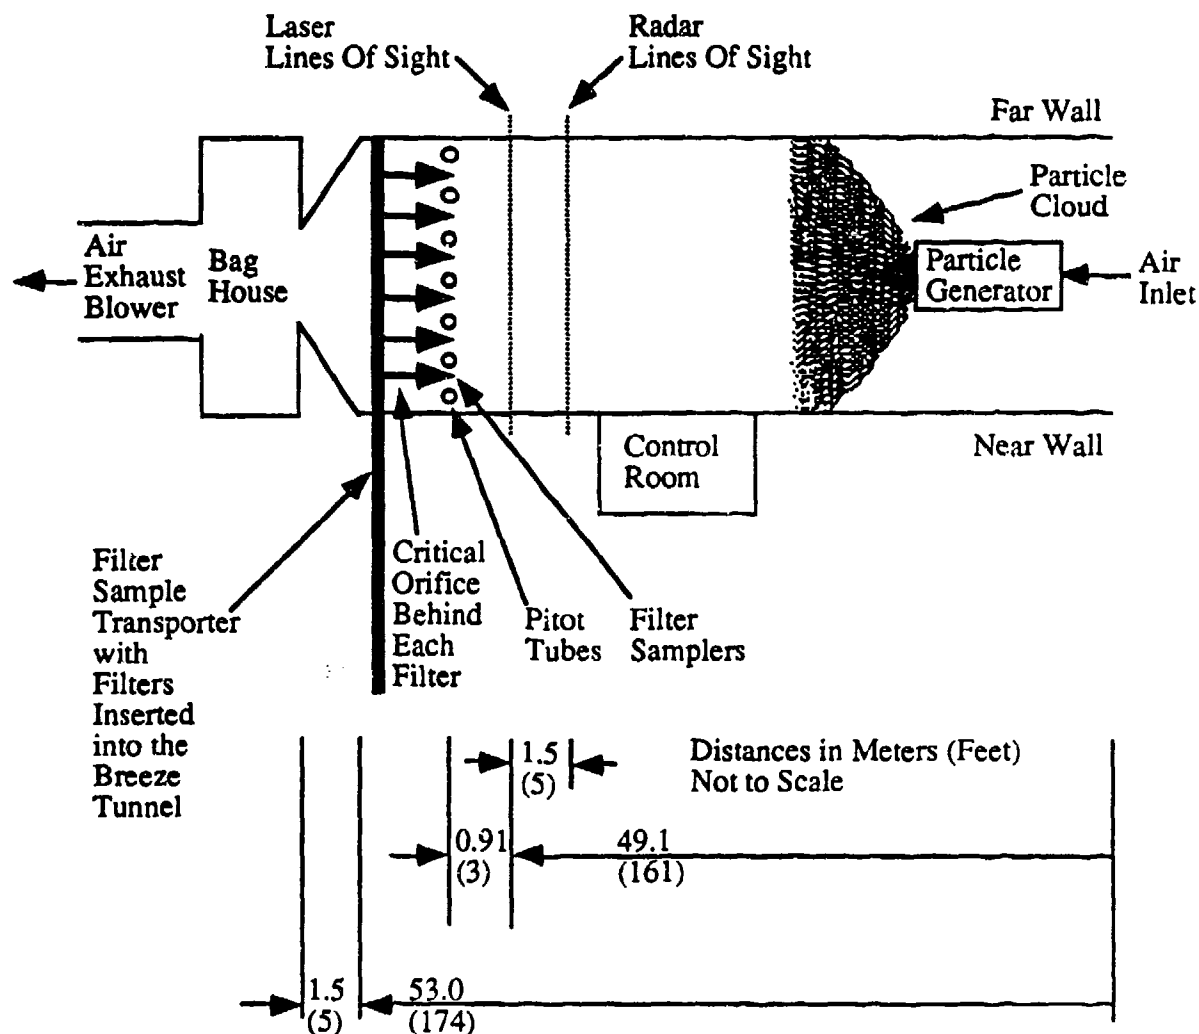 Laser
Lines Of Sight
Radar
Lines Of Sight
Far Wall
Particle
Cloud
Air
Exhaust
Blower
Bag
House
Particle
Generator
Air
Inlet
Near Wall
Control
Room
Filter
Sample
Transporter
with
Filters
Inserted
into the
Breeze
Tunnel
Critical
Orifice
Behind
Each
Filter
Pitot
Tubes
Filter
Samplers
1.5
(5)
Distances in Meters (Feet)
Not to Scale
0.91
(3)
49.1
(161)
1.5
(5)
53.0
(174)